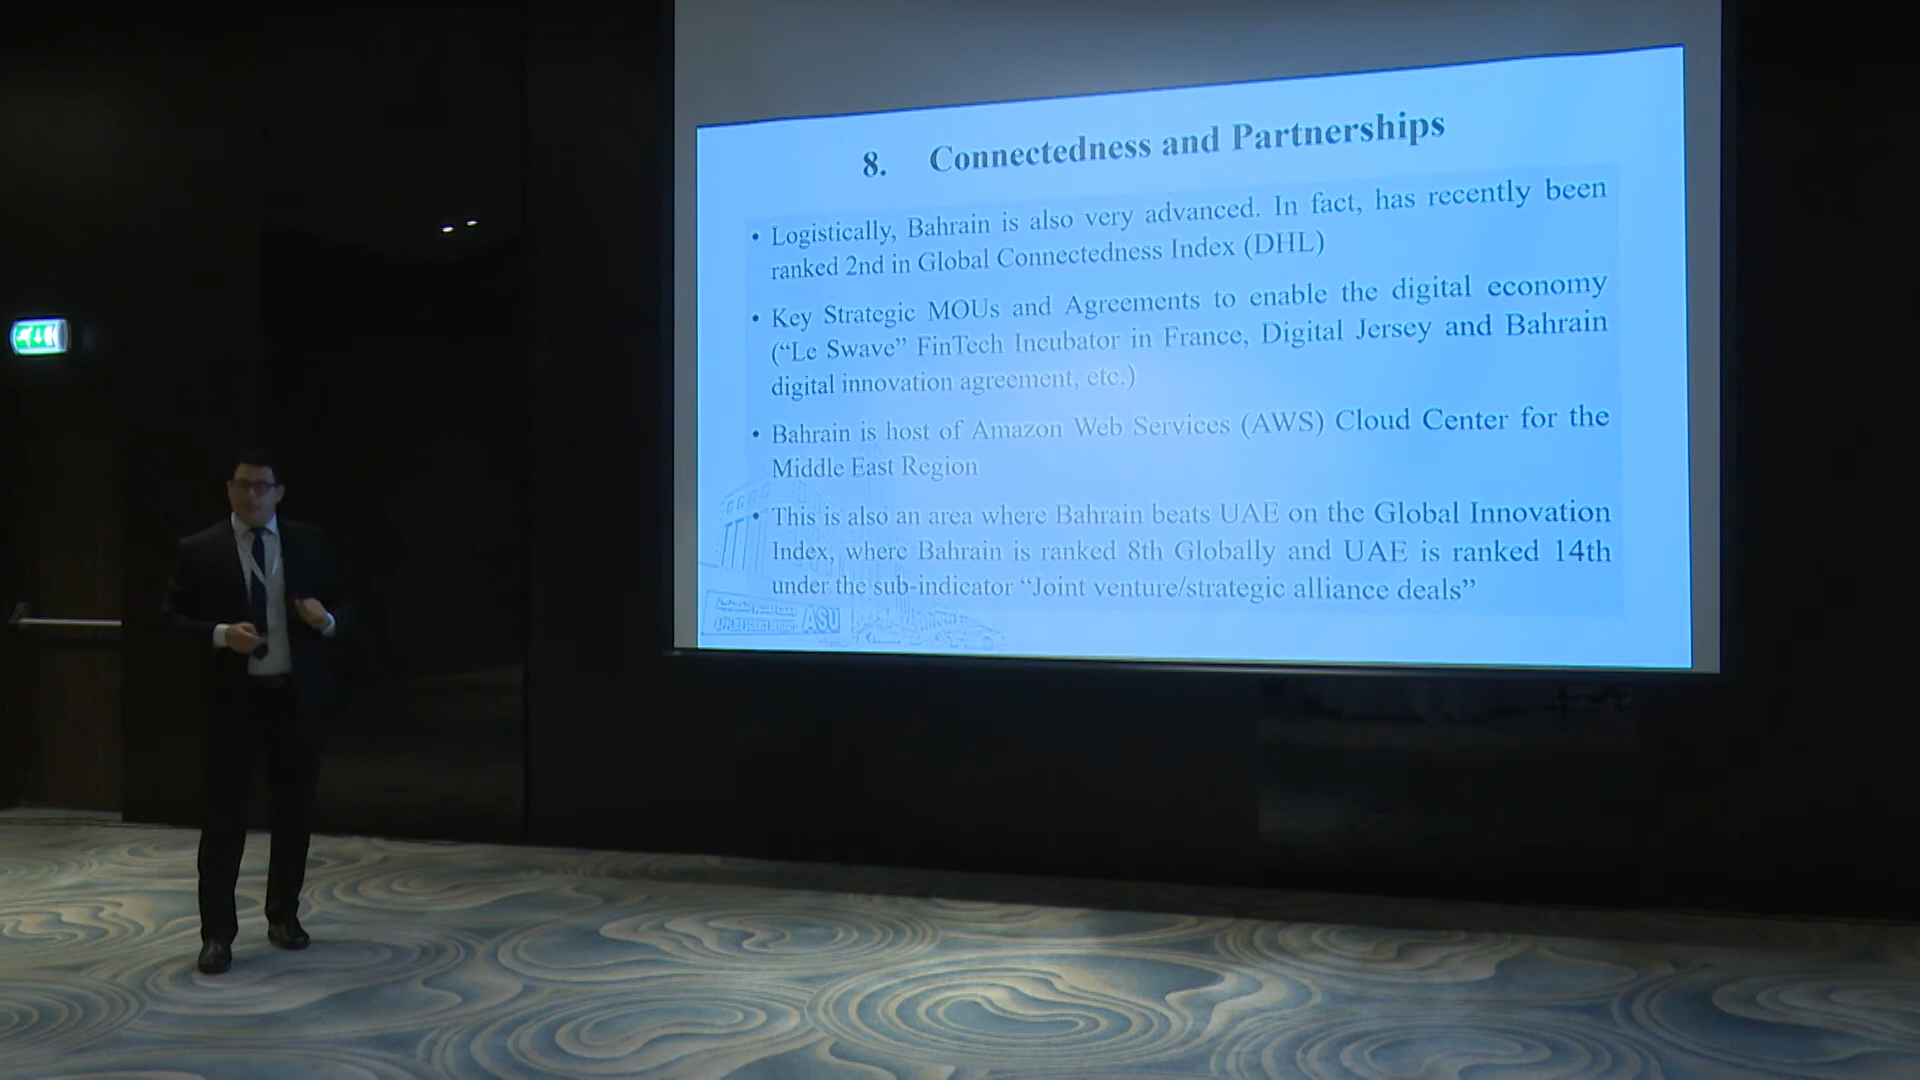 8. Connectedness and Partnerships
• Logistically, Bahrain is also very advanced. In fact, has recently been
ranked 2nd in Global Connectedness Index (DHL)
• Key Strategic MOUs and Agreements to enable the digital economy
(“Le Swave” FinTech Incubator in France, Digital Jersey and Bahrain
digital innovation agreement, etc.)
• Bahrain is host of Amazon Web Services (AWS) Cloud Center for the
Middle East Region
• This is also an area where Bahrain beats UAE on the Global Innovation
Index, where Bahrain is ranked 8th Globally and UAE is ranked 14th
under the sub-indicator “Joint venture/strategic alliance deals”
ASU